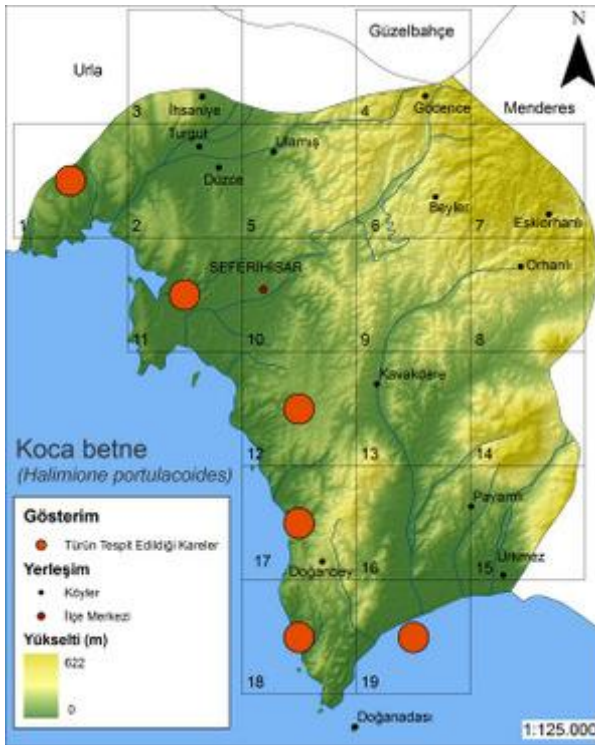 Güzelbahçe
N
Urla
3
İhsaniye
4
Gödence
Menderes
Turgut
Ulamış
Düzce
1
2
5
6
Beyler
7
Eskiorhanlı
SEFERİHİSAR
Orhanlı
11
10
9
8
Kavakdere
Koca betne
(Halimione portulacoides)
12
13
14
Gösterim
Türün Tespit Edildiği Kareler
Yerleşim
Köyler
İlçe Merkezi
Yükselti (m)
622
0
Payamlı
17
Doğanbey
16
15
Ürkmez
18
19
Doğanadası
1:125.000